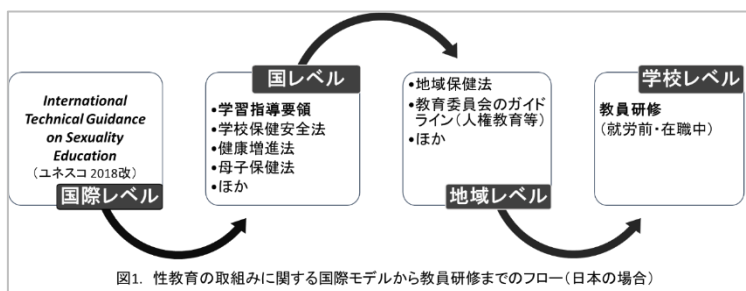 International
Technical Guidance
on Sexuality
Education
（ユネスコ 2018改）
国際レベル
国レベル
•学習指導要領
•学校保健安全法
•健康増進法
•母子保健法
•ほか
•地域保健法
•教育委員会のガイド
ライン（人権教育等）
•ほか
地域レベル
学校レベル
教員研修
（就労前・在職中）
図1. 性教育の取組みに関する国際モデルから教員研修までのフロー（日本の場合）